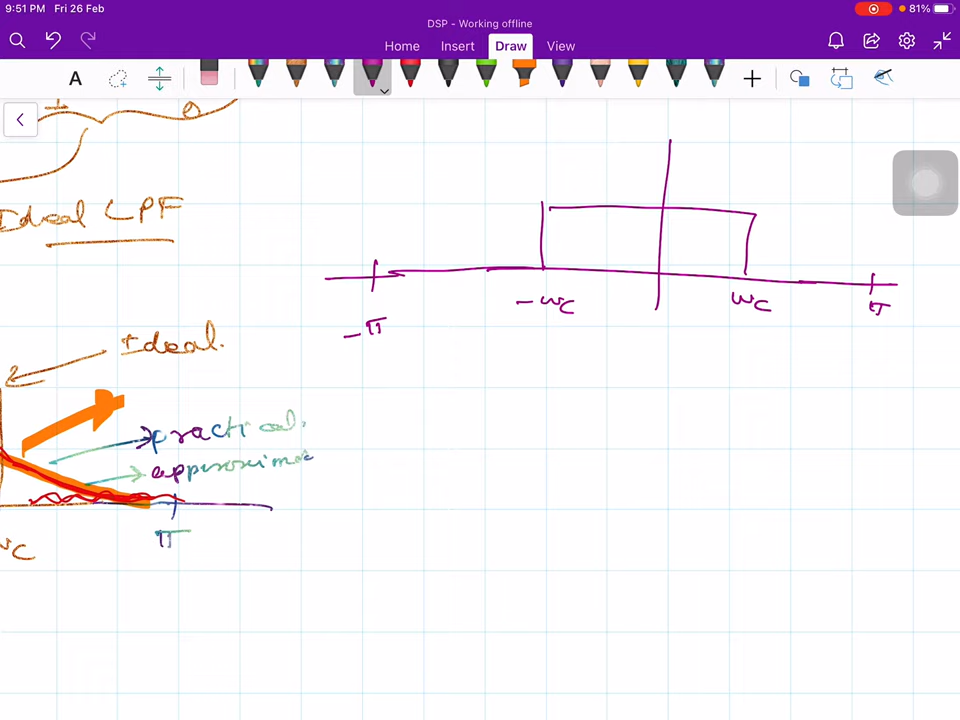 9:51 PM Fri 26 Feb
81%
DSP - Working offline
Home Insert Draw View
A
Ideal LPF
-π -ωc ωc π
Ideal.
practical.
approximate
π
ωc